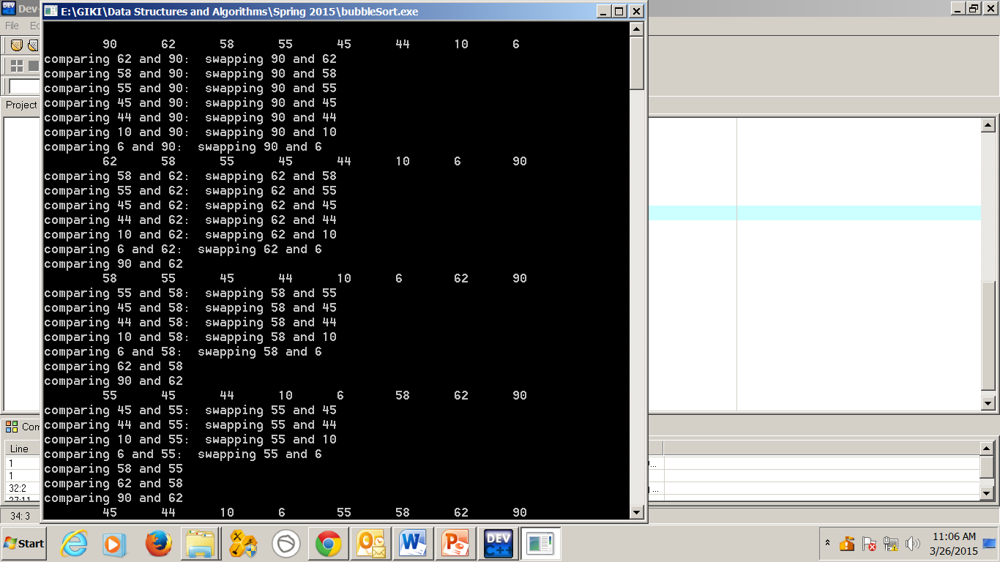 Dev-
E:\GIKI\Data Structures and Algorithms\Spring 2015\bubbleSort.exe
File
Project
90 62 58 55 45 44 10 6
comparing 62 and 90: swapping 90 and 62
comparing 58 and 90: swapping 90 and 58
comparing 55 and 90: swapping 90 and 55
comparing 45 and 90: swapping 90 and 45
comparing 44 and 90: swapping 90 and 44
comparing 10 and 90: swapping 90 and 10
comparing 6 and 90: swapping 90 and 6
62 58 55 45 44 10 6 90
comparing 58 and 62: swapping 62 and 58
comparing 55 and 62: swapping 62 and 55
comparing 45 and 62: swapping 62 and 45
comparing 44 and 62: swapping 62 and 44
comparing 10 and 62: swapping 62 and 10
comparing 6 and 62: swapping 62 and 6
comparing 90 and 62
58 55 45 44 10 6 62 90
comparing 55 and 58: swapping 58 and 55
comparing 45 and 58: swapping 58 and 45
comparing 44 and 58: swapping 58 and 44
comparing 10 and 58: swapping 58 and 10
comparing 6 and 58: swapping 58 and 6
comparing 62 and 58
comparing 90 and 62
55 45 44 10 6 58 62 90
comparing 45 and 55: swapping 55 and 45
comparing 44 and 55: swapping 55 and 44
comparing 10 and 55: swapping 55 and 10
comparing 6 and 55: swapping 55 and 6
comparing 58 and 55
comparing 62 and 58
comparing 90 and 62
45 44 10 6 55 58 62 90
Line
1
1
32:2
34: 3
Start
DEV C++
11:06 AM
3/26/2015